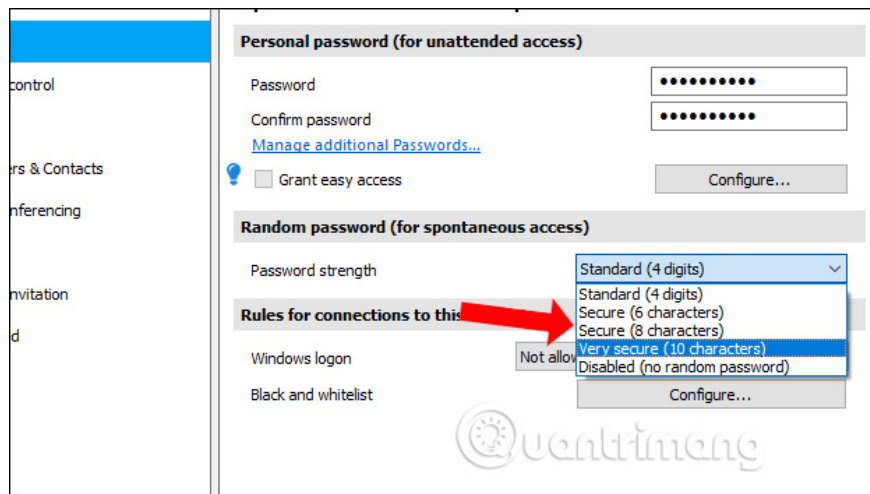 Personal password (for unattended access)
control
Password
Confirm password
Manage additional Passwords...
ers & Contacts
Grant easy access
Configure...
nferencing
Random password (for spontaneous access)
Password strength
Standard (4 digits)
nvitation
Standard (4 digits)
Secure (6 characters)
Rules for connections to this
Secure (8 characters)
d
Very secure (10 characters)
Windows logon
Not allow
Disabled (no random password)
Black and whitelist
Configure...
Quantrimang